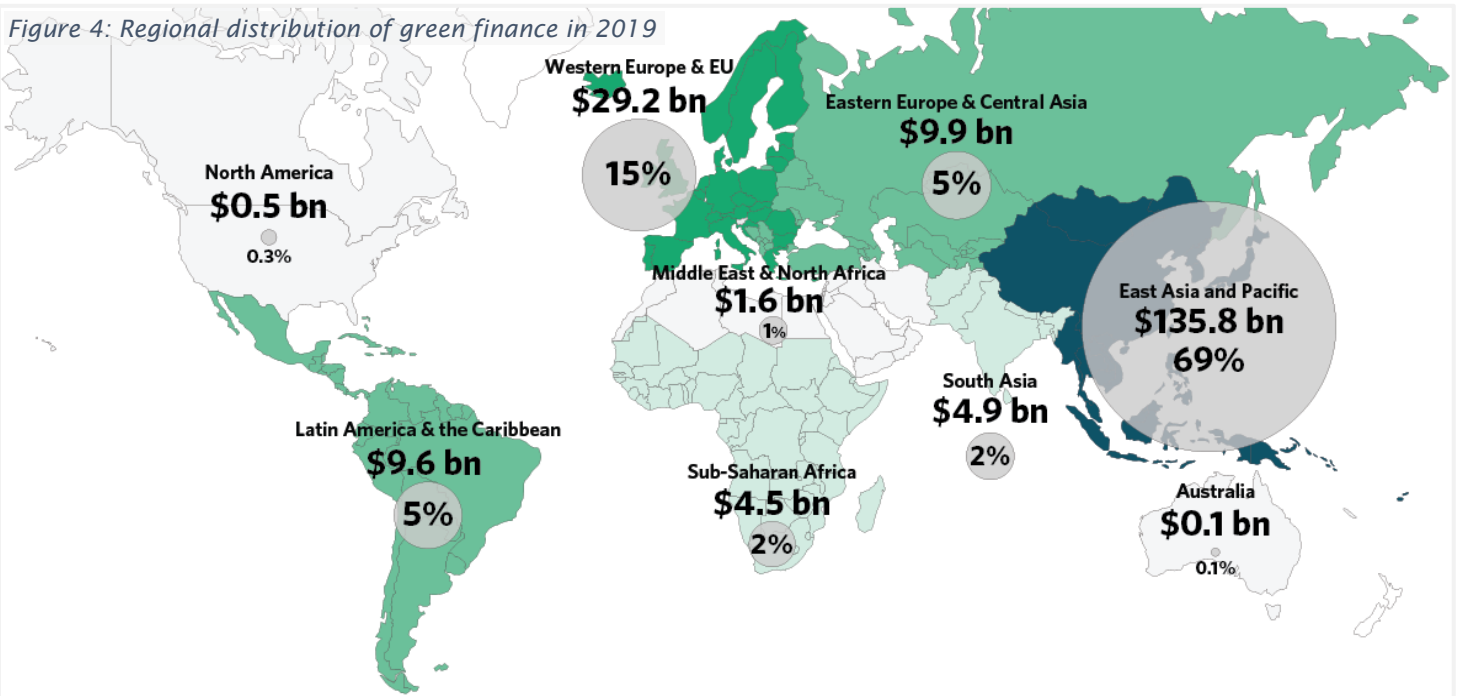 Figure 4: Regional distribution of green finance in 2019
Western Europe & EU
$29.2 bn
15%
Eastern Europe & Central Asia
$9.9 bn
5%
North America
$0.5 bn
0.3%
Middle East & North Africa
$1.6 bn
1%
East Asia and Pacific
$135.8 bn
69%
South Asia
$4.9 bn
2%
Latin America & the Caribbean
$9.6 bn
5%
Sub-Saharan Africa
$4.5 bn
2%
Australia
$0.1 bn
0.1%